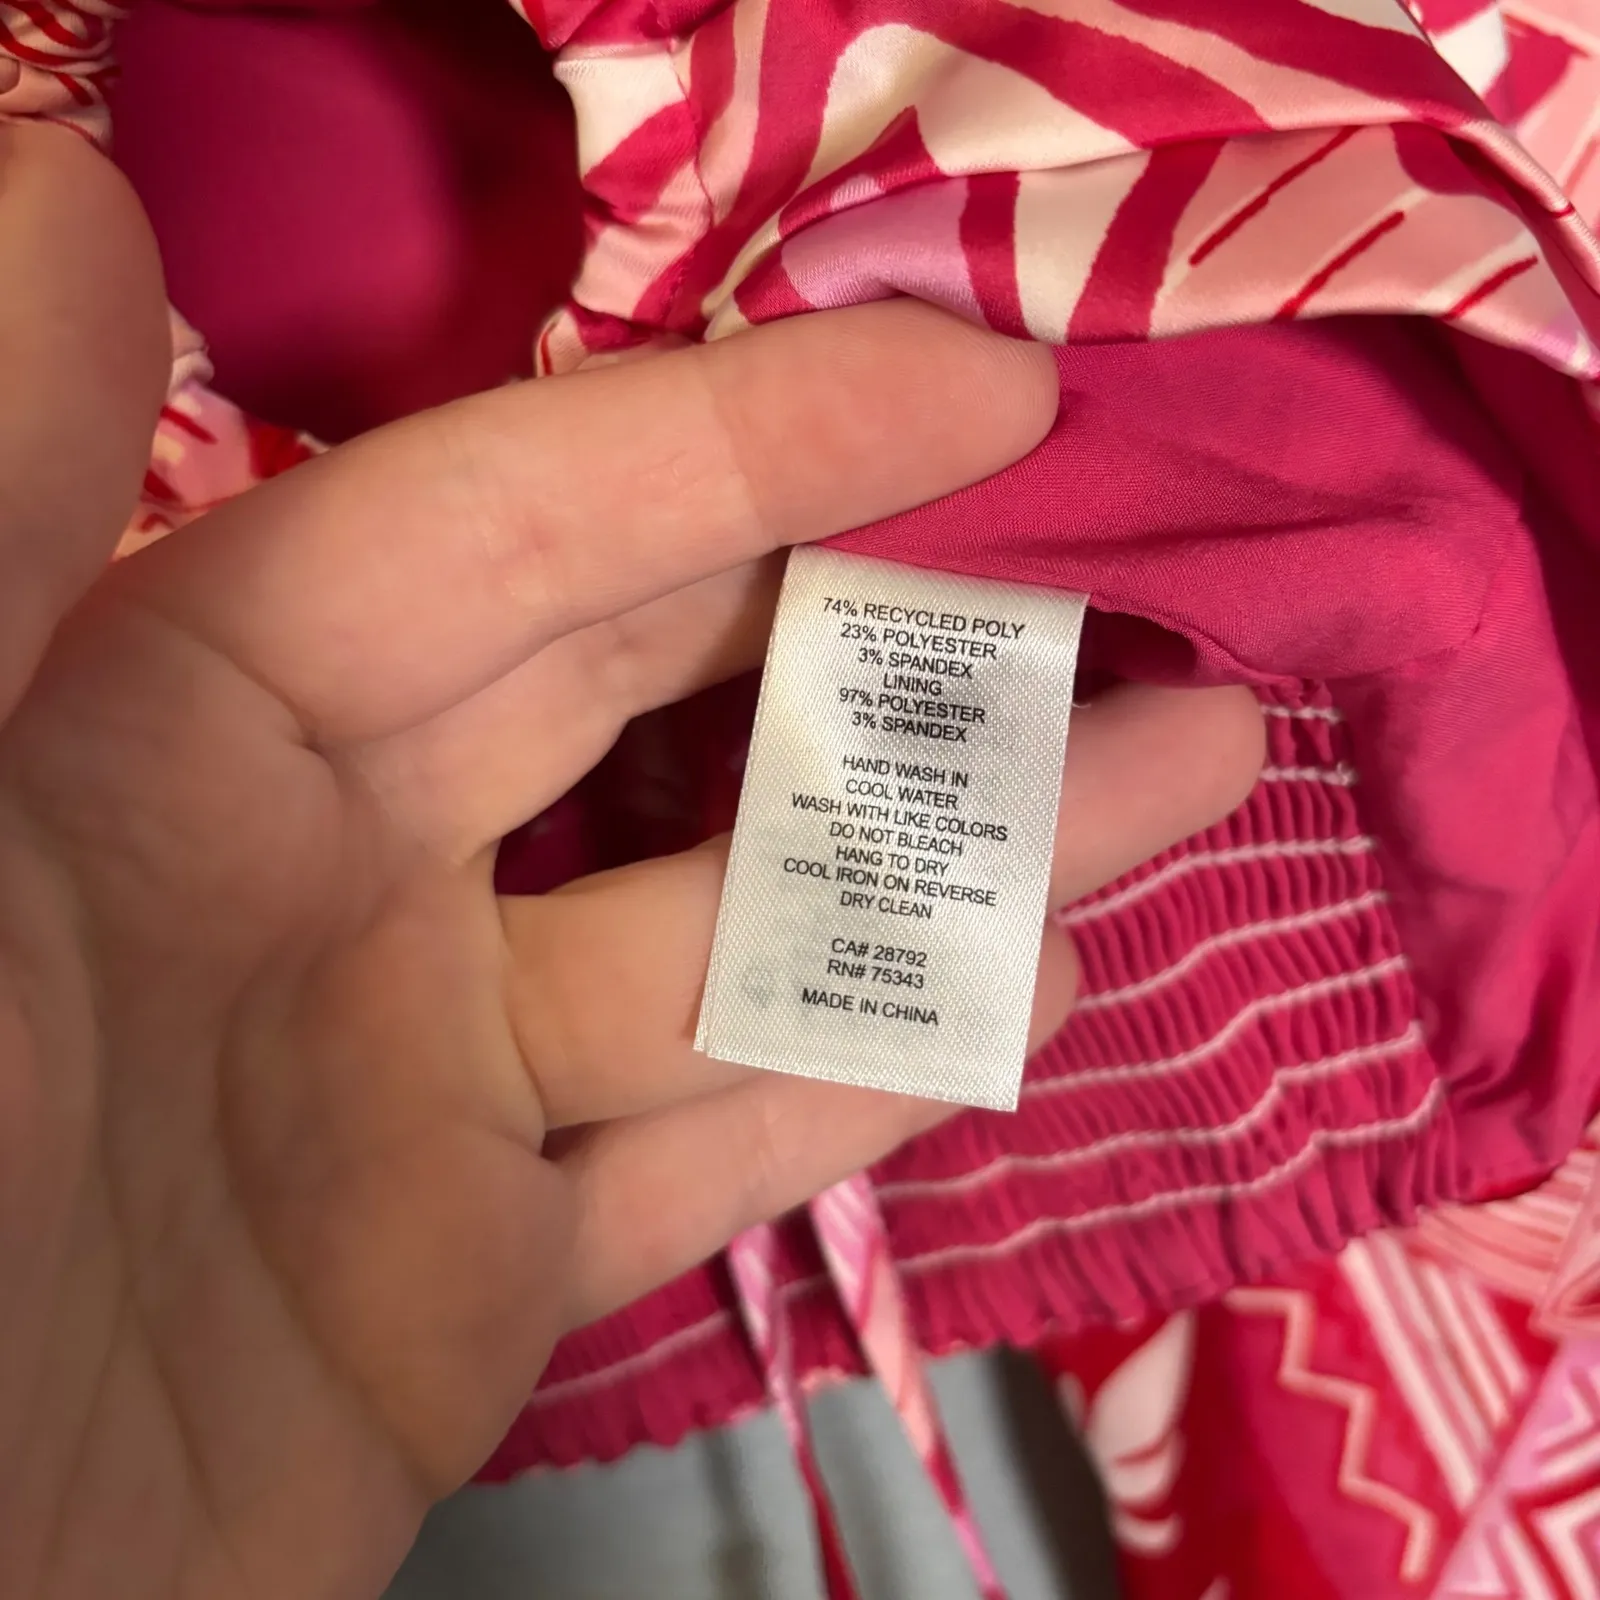 74% RECYCLED POLY
23% POLYESTER
3% SPANDEX
LINING
97% POLYESTER
3% SPANDEX
HAND WASH IN
COOL WATER
WASH WITH LIKE COLORS
DO NOT BLEACH
HANG TO DRY
COOL IRON ON REVERSE
DRY CLEAN
CA# 28792
RN# 75343
MADE IN CHINA